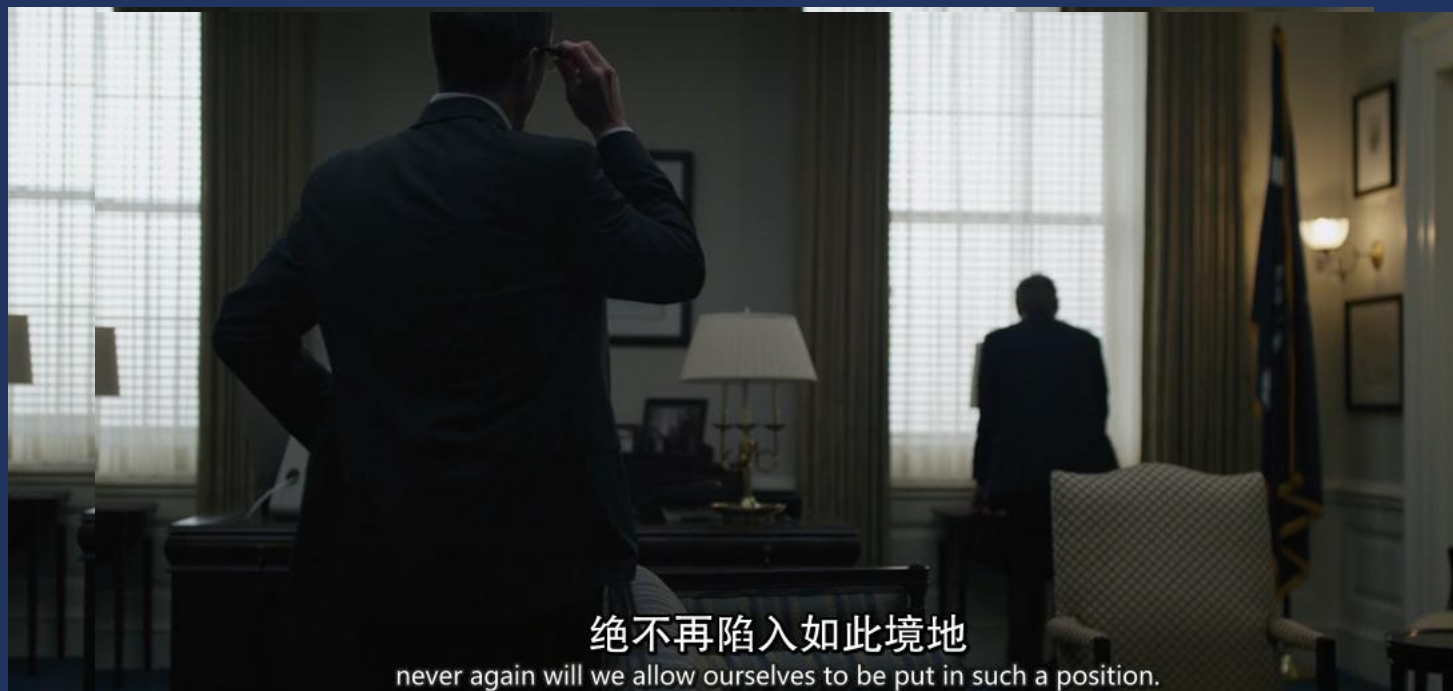 绝不再陷入如此境地
never again will we allow ourselves to be put in such a position.